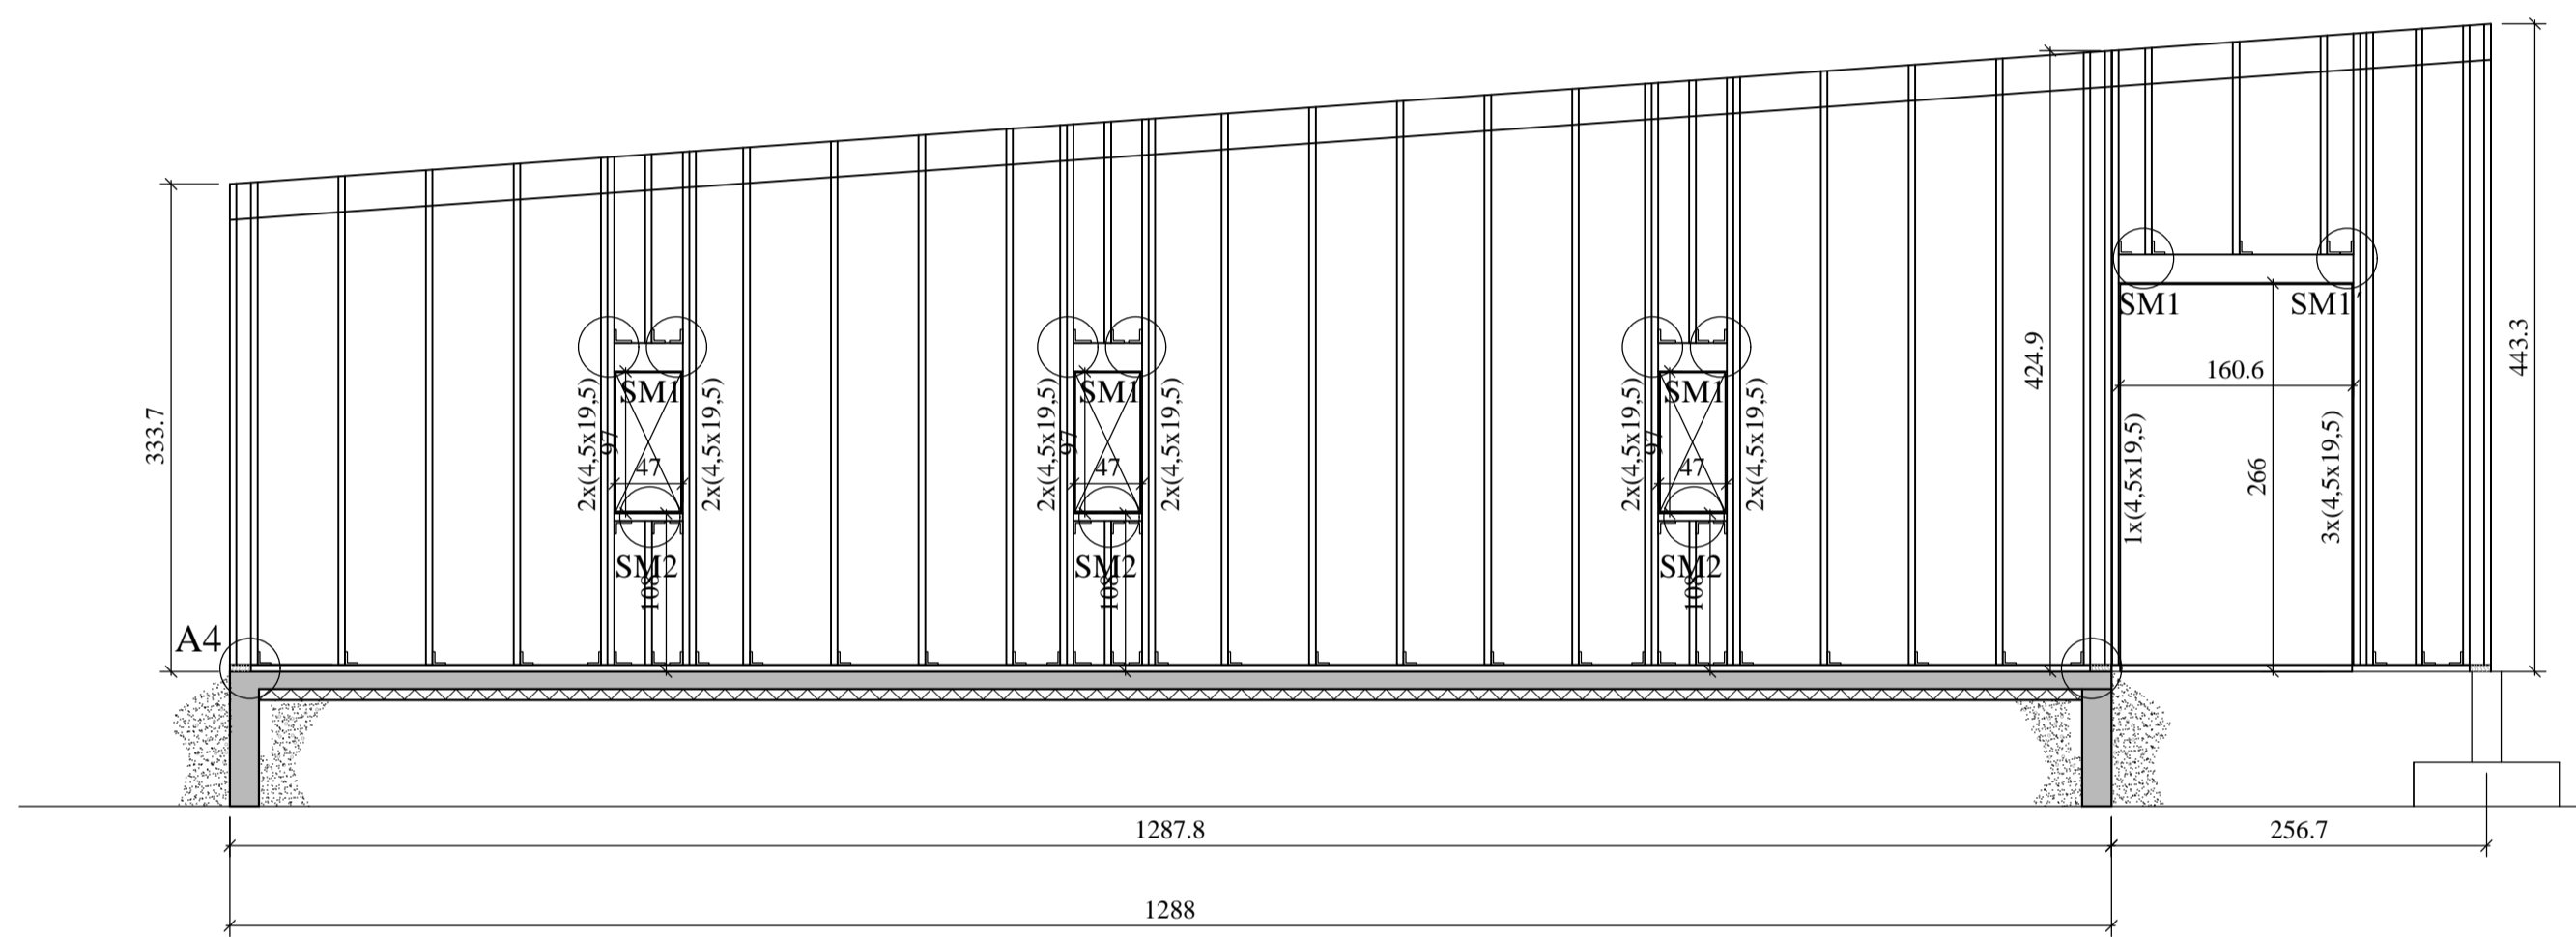 333.7
A4
2x(4,5x19,5)
97
SM1
47
2x(4,5x19,5)
SM2
108
2x(4,5x19,5)
97
SM1
47
2x(4,5x19,5)
SM2
108
2x(4,5x19,5)
97
SM1
47
2x(4,5x19,5)
SM2
108
424.9
SM1
SM1'
160.6
1x(4,5x19,5)
266
3x(4,5x19,5)
443.3
1287.8
256.7
1288